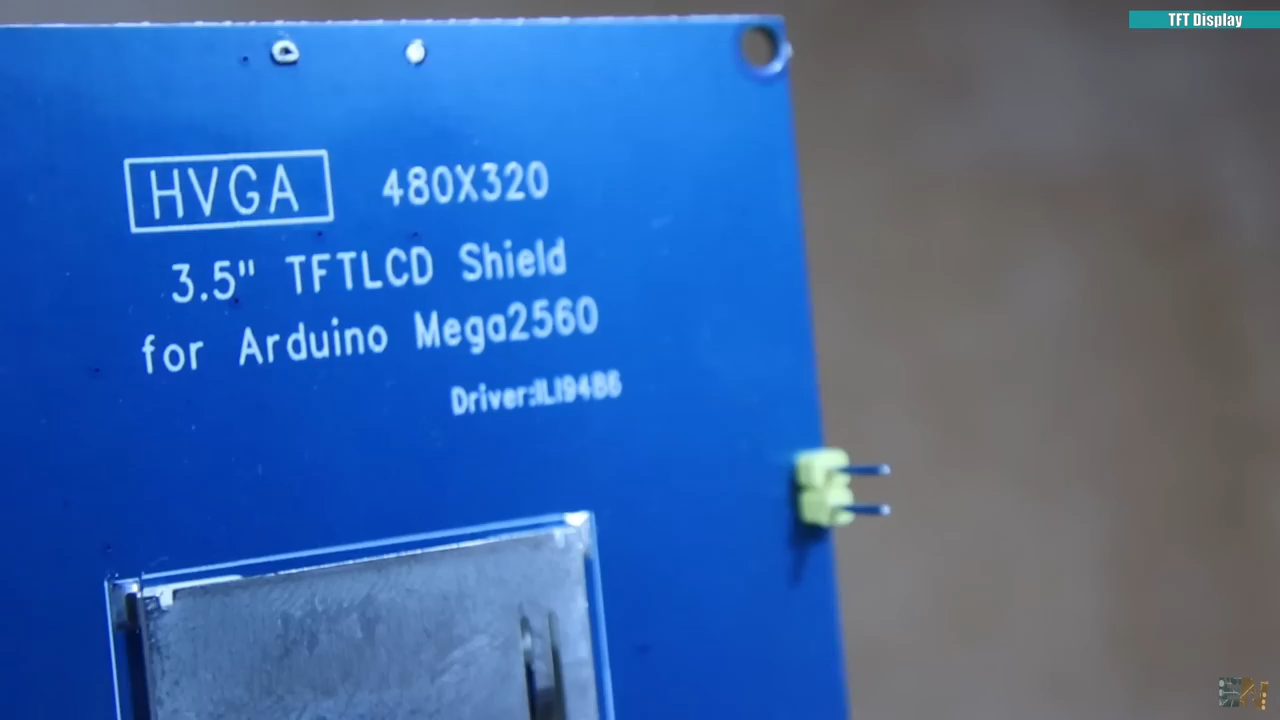 TFT Display
HVGA 480X320
3.5" TFTLCD Shield
for Arduino Mega2560
Driver:ILI9486